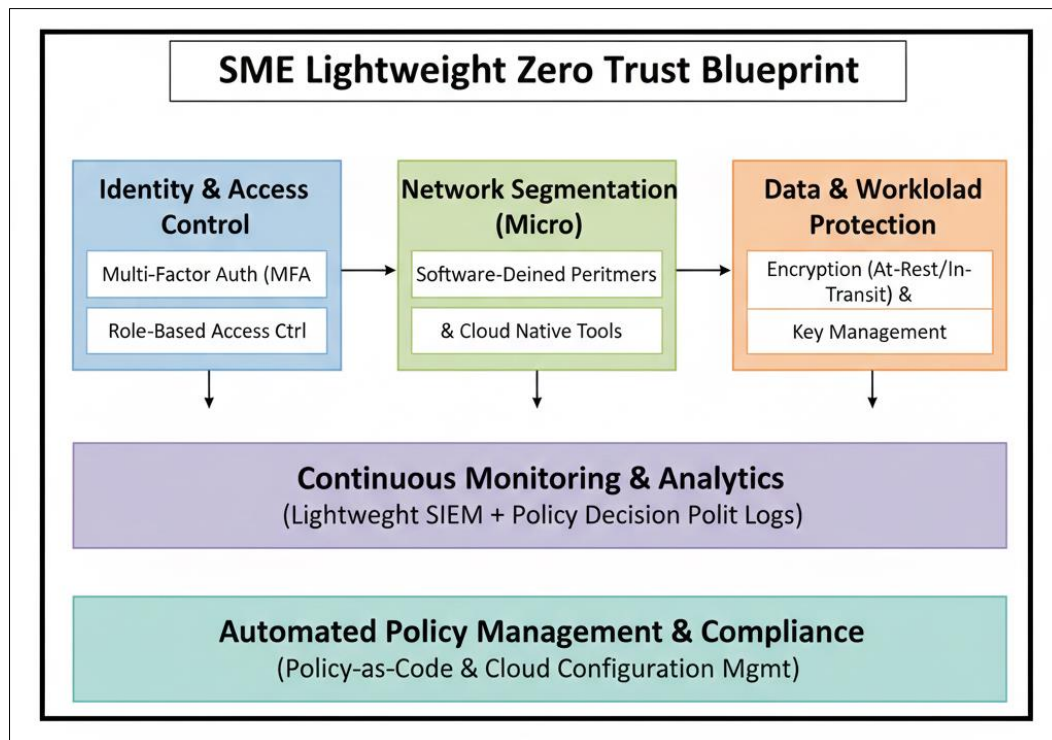 SME Lightweight Zero Trust Blueprint
Identity & Access
Control
Multi-Factor Auth (MFA
Role-Based Access Ctrl
Network Segmentation
(Micro)
Software-Deined Peritmers
& Cloud Native Tools
Data & Worklolad
Protection
Encryption (At-Rest/In-
Transit) &
Key Management
Continuous Monitoring & Analytics
(Lightweght SIEM + Policy Decision Polit Logs)
Automated Policy Management & Compliance
(Policy-as-Code & Cloud Configuration Mgmt)